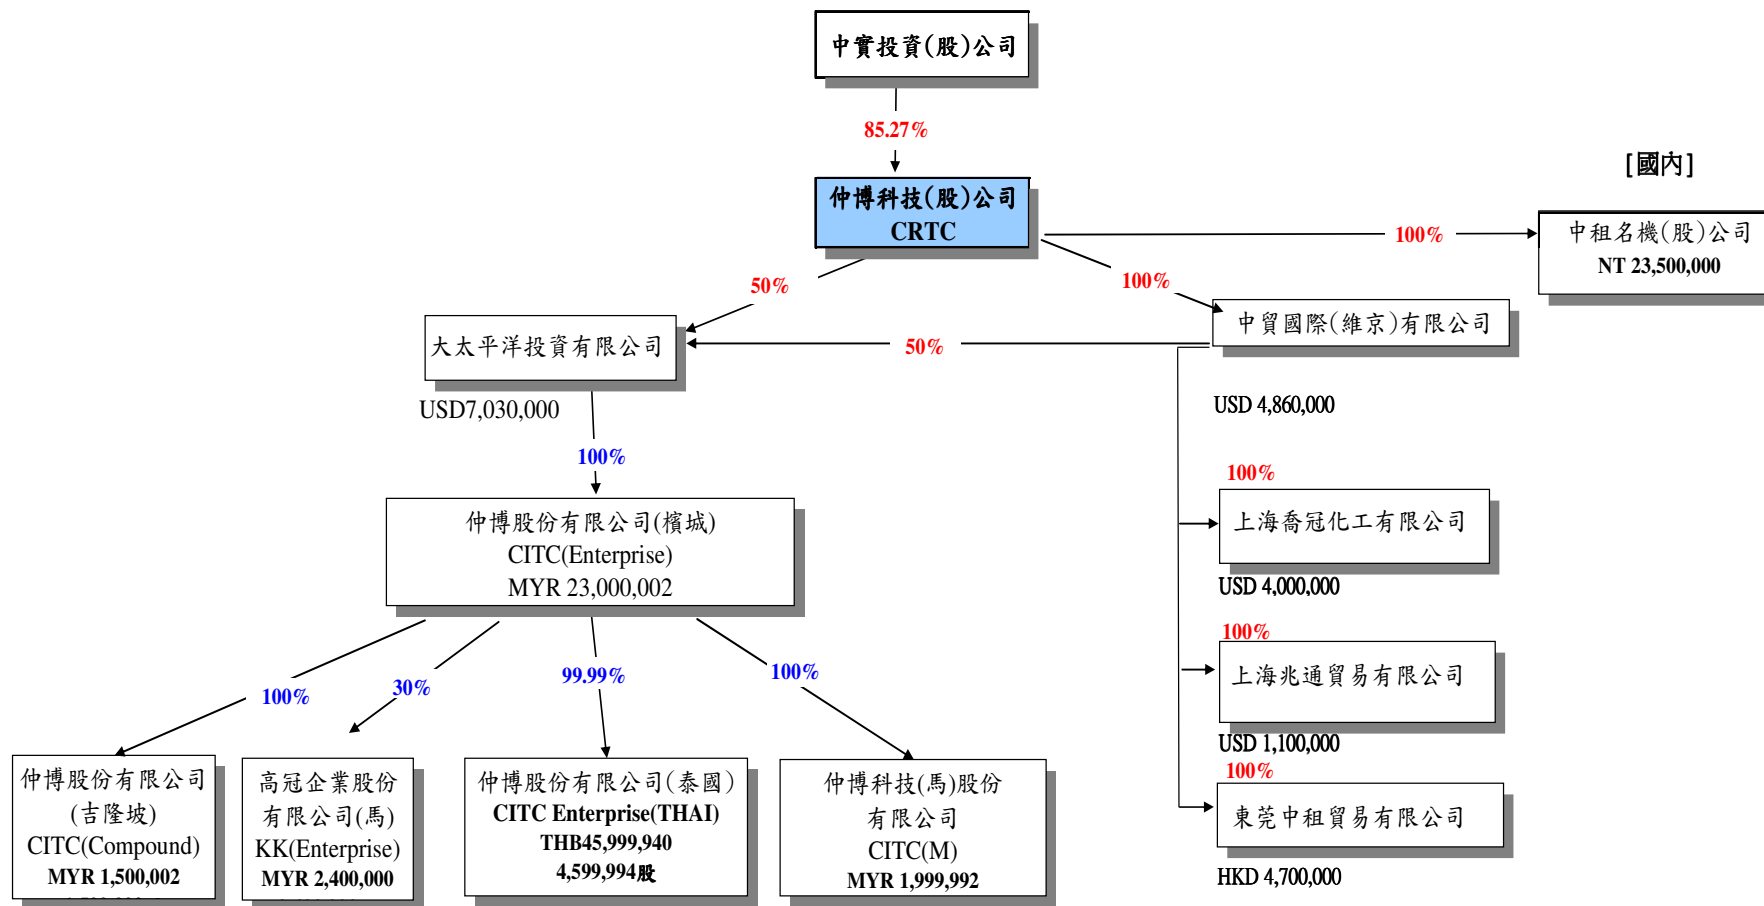 中實投資(股)公司
85.27%
[國內]
仲博科技(股)公司
CRTC
100%
中租名機(股)公司
NT 23,500,000
50%
100%
大太平洋投資有限公司
50%
中貿國際(維京)有限公司
USD7,030,000
USD 4,860,000
100%
100%
仲博股份有限公司(檳城)
CITC(Enterprise)
MYR 23,000,002
上海喬冠化工有限公司
USD 4,000,000
100%
上海兆通貿易有限公司
USD 1,100,000
100%
東莞中租貿易有限公司
HKD 4,700,000
100%
30%
99.99%
100%
仲博股份有限公司
(吉隆坡)
CITC(Compound)
MYR 1,500,002
高冠企業股份
有限公司(馬)
KK(Enterprise)
MYR 2,400,000
仲博股份有限公司(泰國)
CITC Enterprise(THAI)
THB45,999,940
4,599,994股
仲博科技(馬)股份
有限公司
CITC(M)
MYR 1,999,992